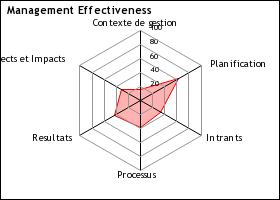 Management Effectiveness
Contexte de gestion
100
80
60
40
20
Planification
ects et Impacts
Resultats
Intrants
Processus